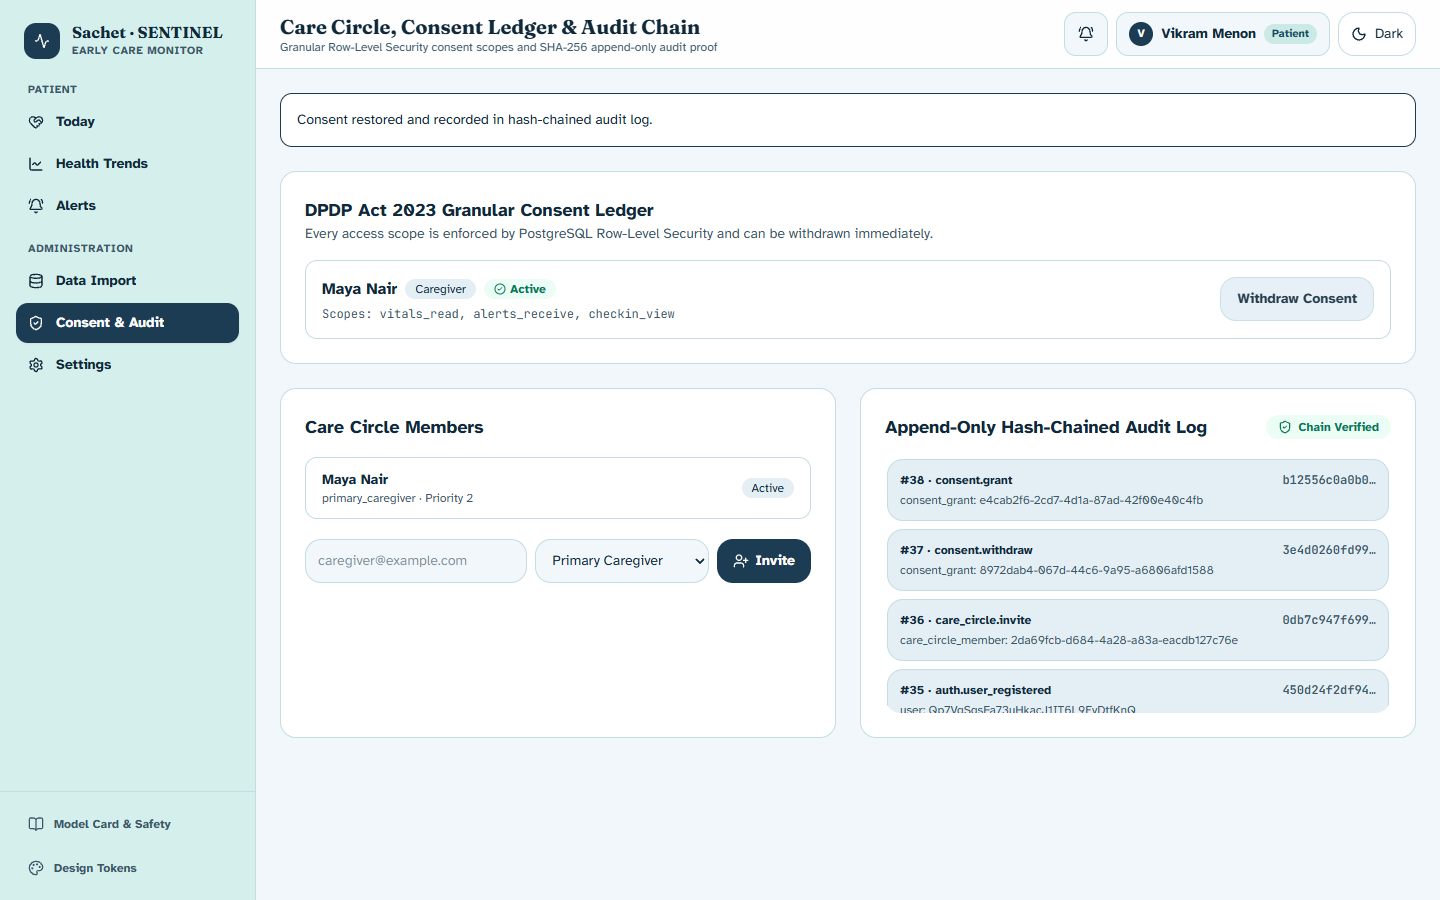 Sachet · SENTINEL
EARLY CARE MONITOR
PATIENT
Today
Health Trends
Alerts
ADMINISTRATION
Data Import
Consent & Audit
Settings
Model Card & Safety
Design Tokens
Care Circle, Consent Ledger & Audit Chain
Granular Row-Level Security consent scopes and SHA-256 append-only audit proof
V Vikram Menon Patient
Dark
Consent restored and recorded in hash-chained audit log.
DPDP Act 2023 Granular Consent Ledger
Every access scope is enforced by PostgreSQL Row-Level Security and can be withdrawn immediately.
Maya Nair Caregiver Active
Scopes: vitals_read, alerts_receive, checkin_view
Withdraw Consent
Care Circle Members
Maya Nair
primary_caregiver · Priority 2
Active
caregiver@example.com Primary Caregiver Invite
Append-Only Hash-Chained Audit Log Chain Verified
#38 · consent.grant b12556c0a0b0…
consent_grant: e4cab2f6-2cd7-4d1a-87ad-42f00e40c4fb
#37 · consent.withdraw 3e4d0260fd99…
consent_grant: 8972dab4-067d-44c6-9a95-a6806afd1588
#36 · care_circle.invite 0db7c947f699…
care_circle_member: 2da69fcb-d684-4a28-a83a-eacdb127c76e
#35 · auth.user_registered 450d24f2df94…
user: